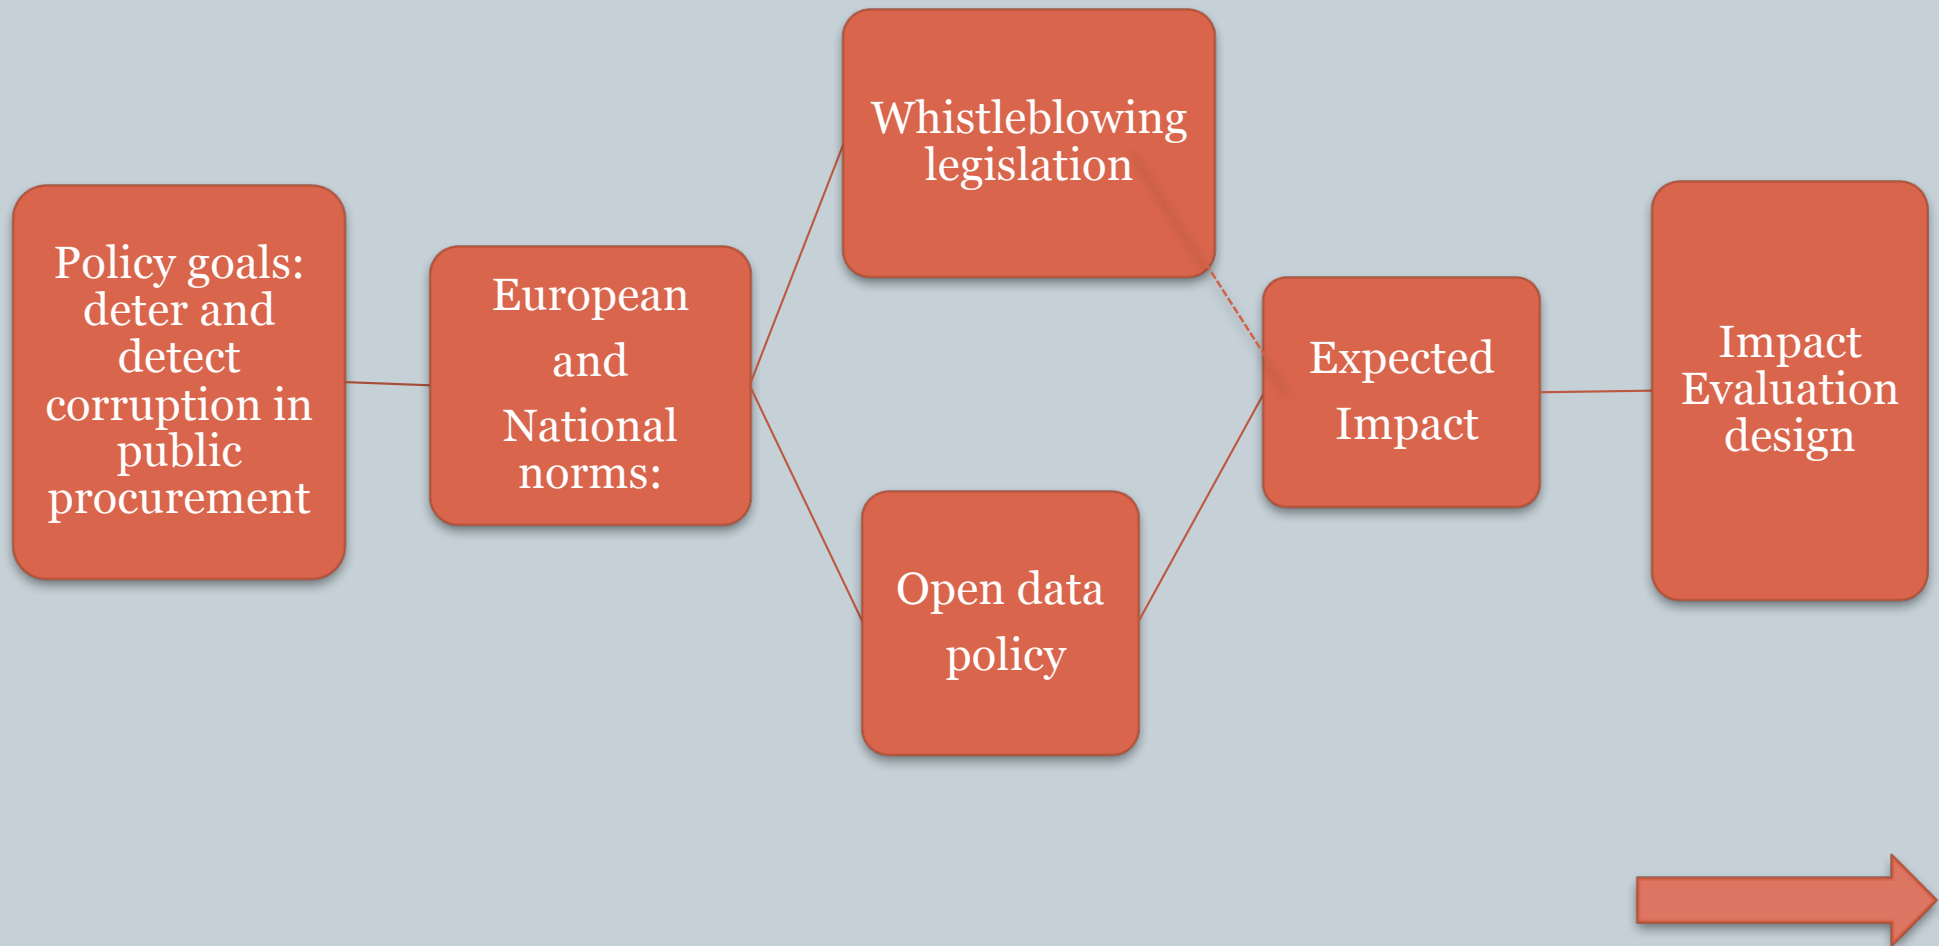 Policy goals:
deter and
detect
corruption in
public
procurement
European
and
National
norms:
Whistleblowing
legislation
Open data
policy
Expected
Impact
Impact
Evaluation
design